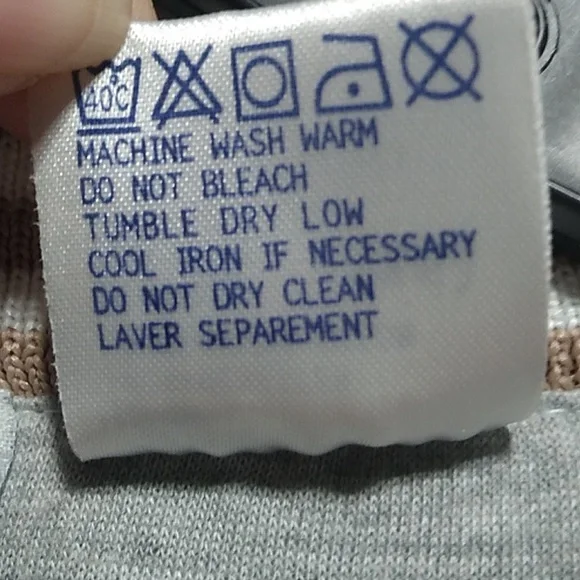 40C
MACHINE WASH WARM
DO NOT BLEACH
TUMBLE DRY LOW
COOL IRON IF NECESSARY
DO NOT DRY CLEAN
LAVER SEPAREMENT